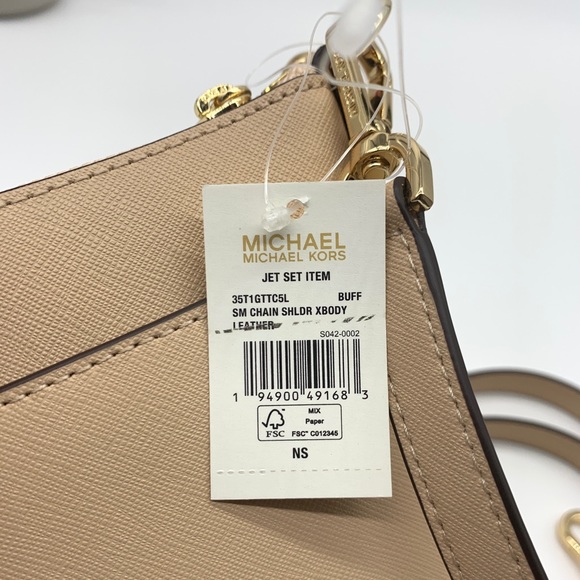 MICHAEL
MICHAEL KORS
JET SET ITEM
35T1GTTC5L BUFF
SM CHAIN SHLDR XBODY
LEATHER
S042-0002
1 94900 49168 3
FSC
MIX
Paper
FSC™ C012345
NS